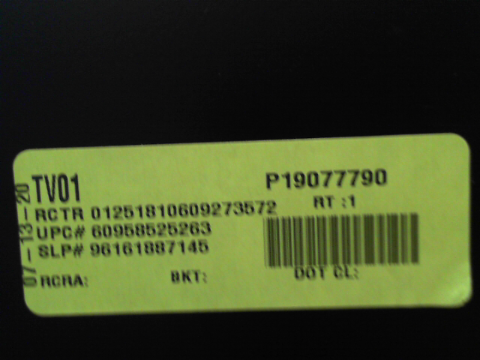 TV01
P19077790
RCTR 01251810609273572
RT :1
UPC# 60958525263
SLP# 96161887145
RCRA:
BKT:
DOT CL:
07-13-20